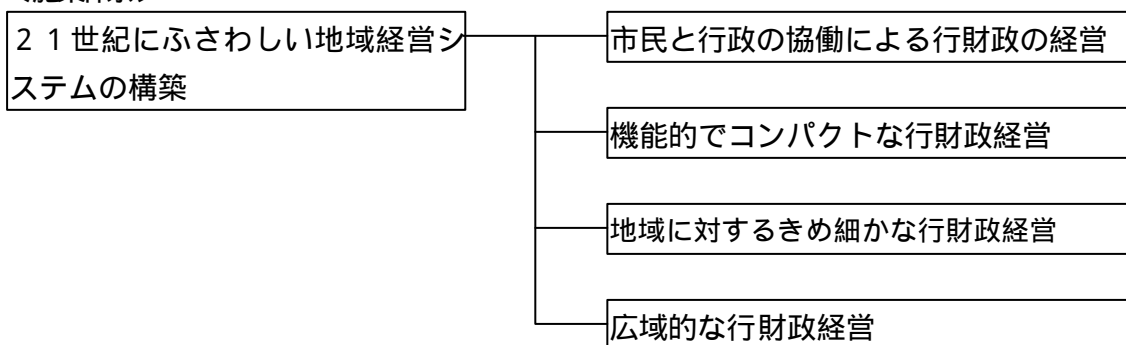 ２１世紀にふさわしい地域経営シ
ステムの構築
市民と行政の協働による行財政の経営
機能的でコンパクトな行財政経営
地域に対するきめ細かな行財政経営
広域的な行財政経営